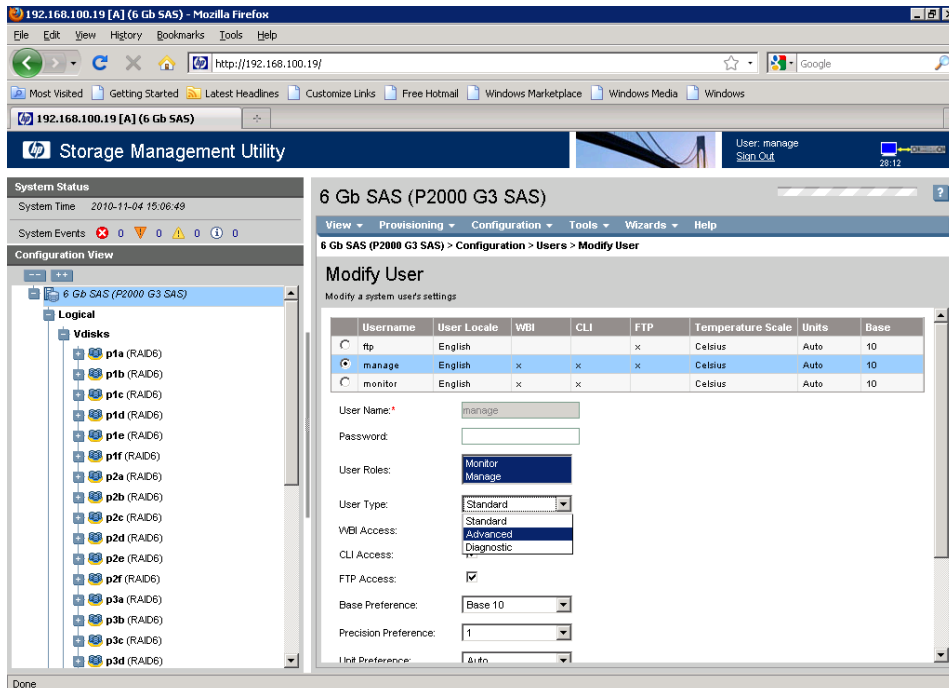 192.168.100.19 [A] (6 Gb SAS) - Mozilla Firefox
File Edit View History Bookmarks Tools Help
http://192.168.100.19/
Google
Most Visited Getting Started Latest Headlines Customize Links Free Hotmail Windows Marketplace Windows Media Windows
192.168.100.19 [A] (6 Gb SAS)
hp Storage Management Utility
User: manage
Sign Out
28:12
System Status
System Time 2010-11-04 15:06:49
System Events 0 0 0 0
Configuration View
6 Gb SAS (P2000 G3 SAS)
Logical
Vdisks
p1a (RAID6)
p1b (RAID6)
p1c (RAID6)
p1d (RAID6)
p1e (RAID6)
p1f (RAID6)
p2a (RAID6)
p2b (RAID6)
p2c (RAID6)
p2d (RAID6)
p2e (RAID6)
p2f (RAID6)
p3a (RAID6)
p3b (RAID6)
p3c (RAID6)
p3d (RAID6)
6 Gb SAS (P2000 G3 SAS)
?
View Provisioning Configuration Tools Wizards Help
6 Gb SAS (P2000 G3 SAS) > Configuration > Users > Modify User
Modify User
Modify a system user's settings
Username User Locale WBI CLI FTP Temperature Scale Units Base
ftp English x Celsius Auto 10
manage English x x x Celsius Auto 10
monitor English x x Celsius Auto 10
User Name:* manage
Password:
User Roles: Monitor
Manage
User Type: Standard
Standard
WBI Access: Advanced
Diagnostic
CLI Access:
FTP Access:
Base Preference: Base 10
Precision Preference: 1
Unit Preference: Auto
Done